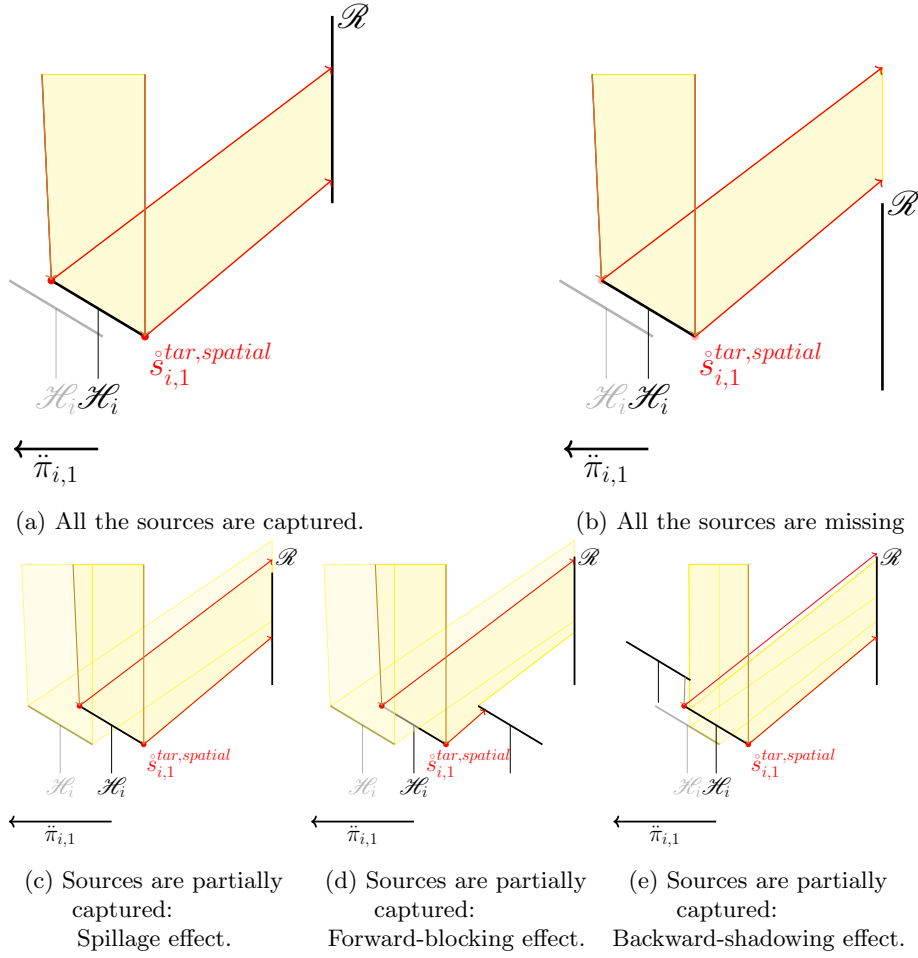 ℛ
ℛ
s̊_{i,1}^{tar,spatial}
s̊_{i,1}^{tar,spatial}
ℋ_i ℋ_i
ℋ_i ℋ_i
π̈_{i,1}
π̈_{i,1}
(a) All the sources are captured.
(b) All the sources are missing
ℛ
ℛ
ℛ
s̊_{i,1}^{tar,spatial}
s̊_{i,1}^{tar,spatial}
s̊_{i,1}^{tar,spatial}
ℋ_i ℋ_i
ℋ_i ℋ_i
ℋ_i ℋ_i
π̈_{i,1}
π̈_{i,1}
π̈_{i,1}
(c) Sources are partially
captured:
Spillage effect.
(d) Sources are partially
captured:
Forward-blocking effect.
(e) Sources are partially
captured:
Backward-shadowing effect.